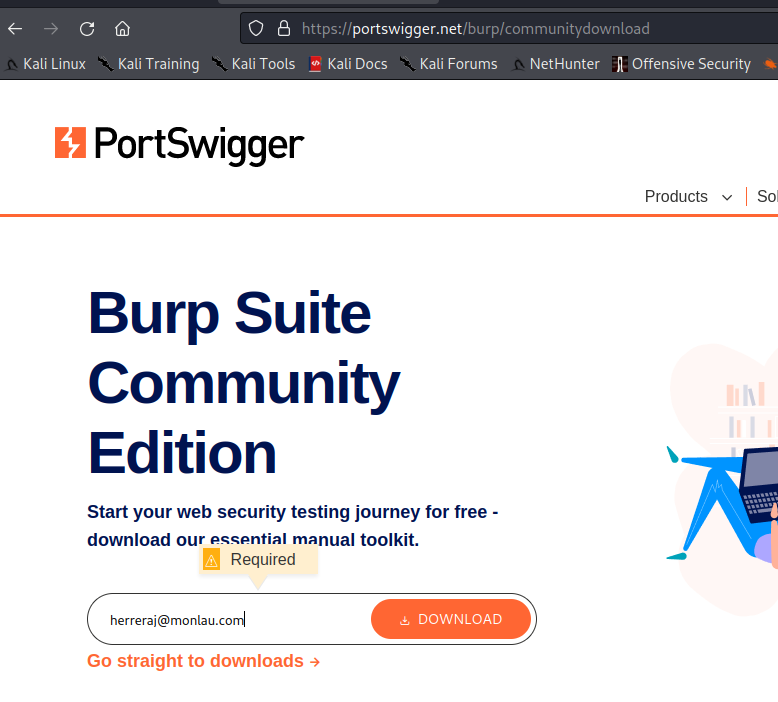 https://portswigger.net/burp/communitydownload
Kali Linux Kali Training Kali Tools Kali Docs Kali Forums NetHunter Offensive Security
PortSwigger
Products Sol
Burp Suite
Community
Edition
Start your web security testing journey for free -
download our essential manual toolkit.
Required
herreraj@monlau.com DOWNLOAD
Go straight to downloads →